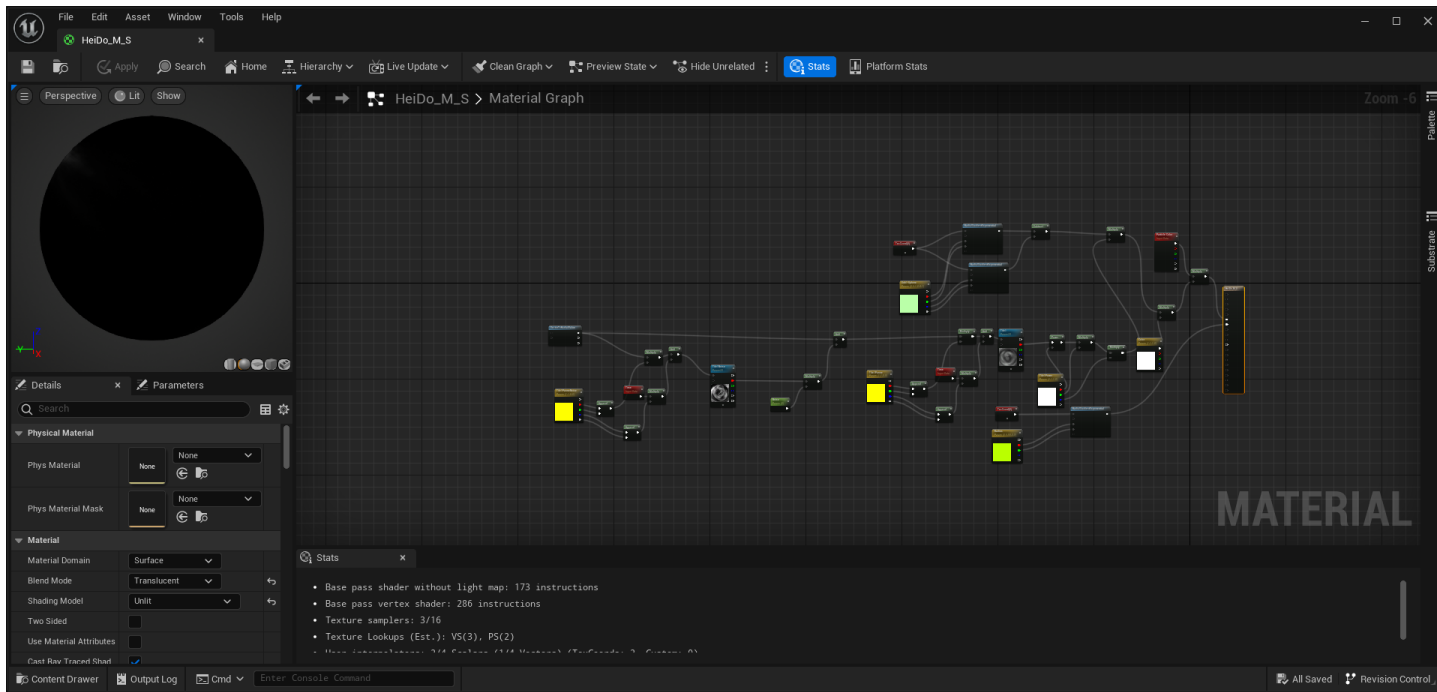 File Edit Asset Window Tools Help
HeiDo_M_S
Apply Search Home Hierarchy Live Update Clean Graph Preview State Hide Unrelated Stats Platform Stats
Perspective Lit Show
HeiDo_M_S > Material Graph
Zoom -6
Palette
Substrate
Z
Y
X
MATERIAL
Details Parameters
Search
Physical Material
Phys Material None None
Phys Material Mask None None
Material
Material Domain Surface
Blend Mode Translucent
Shading Model Unlit
Two Sided
Use Material Attributes
Cast Ray Traced Shad
Stats
Base pass shader without light map: 173 instructions
Base pass vertex shader: 286 instructions
Texture samplers: 3/16
Texture Lookups (Est.): VS(3), PS(2)
Content Drawer Output Log Cmd Enter Console Command All Saved Revision Control